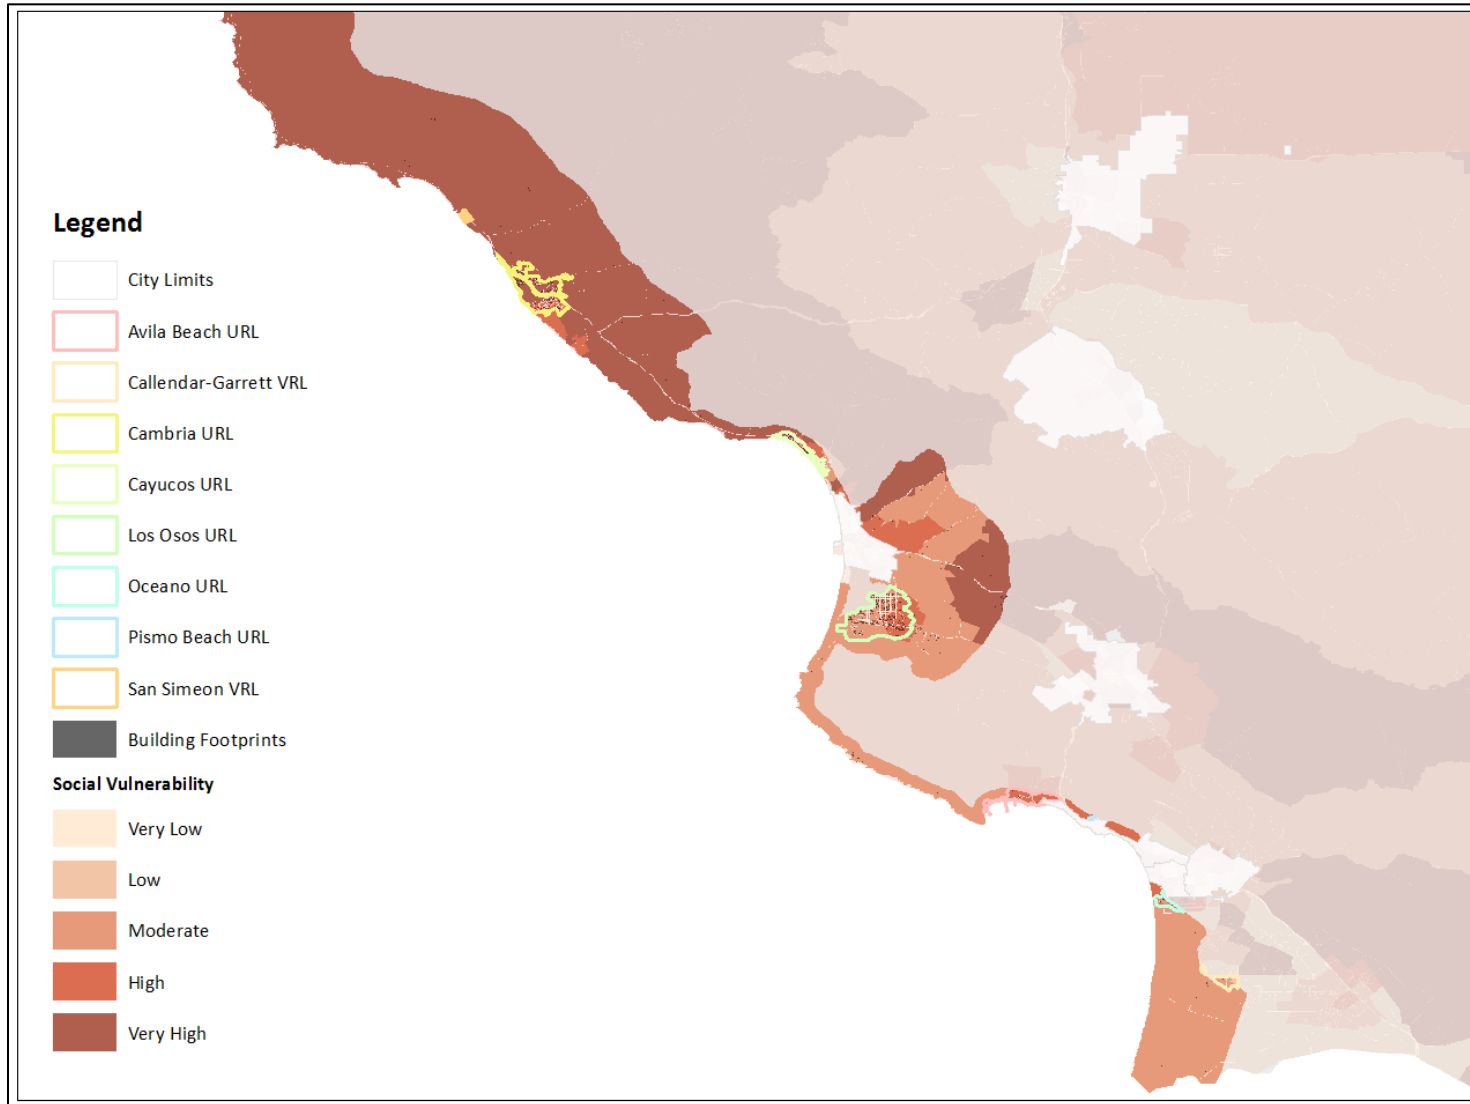 Legend
City Limits
Avila Beach URL
Callendar-Garrett VRL
Cambria URL
Cayucos URL
Los Osos URL
Oceano URL
Pismo Beach URL
San Simeon VRL
Building Footprints
Social Vulnerability
Very Low
Low
Moderate
High
Very High